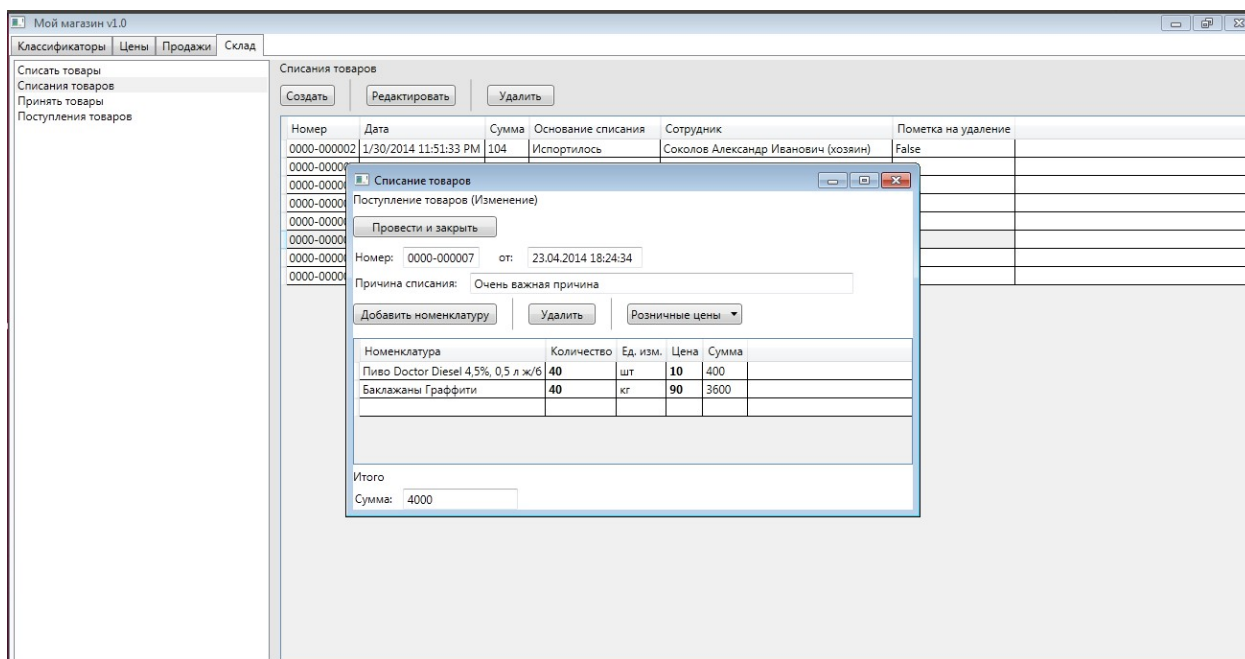 Мой магазин v1.0
Классификаторы Цены Продажи Склад
Списать товары
Списания товаров
Принять товары
Поступления товаров
Списания товаров
Создать Редактировать Удалить
Номер Дата Сумма Основание списания Сотрудник Пометка на удаление
0000-000002 1/30/2014 11:51:33 PM 104 Испортилось Соколов Александр Иванович (хозяин) False
Списание товаров
Поступление товаров (Изменение)
Провести и закрыть
Номер: 0000-000007 от: 23.04.2014 18:24:34
Причина списания: Очень важная причина
Добавить номенклатуру Удалить Розничные цены
Номенклатура Количество Ед. изм. Цена Сумма
Пиво Doctor Diesel 4,5%, 0,5 л ж/б 40 шт 10 400
Баклажаны Граффити 40 кг 90 3600
Итого
Сумма: 4000